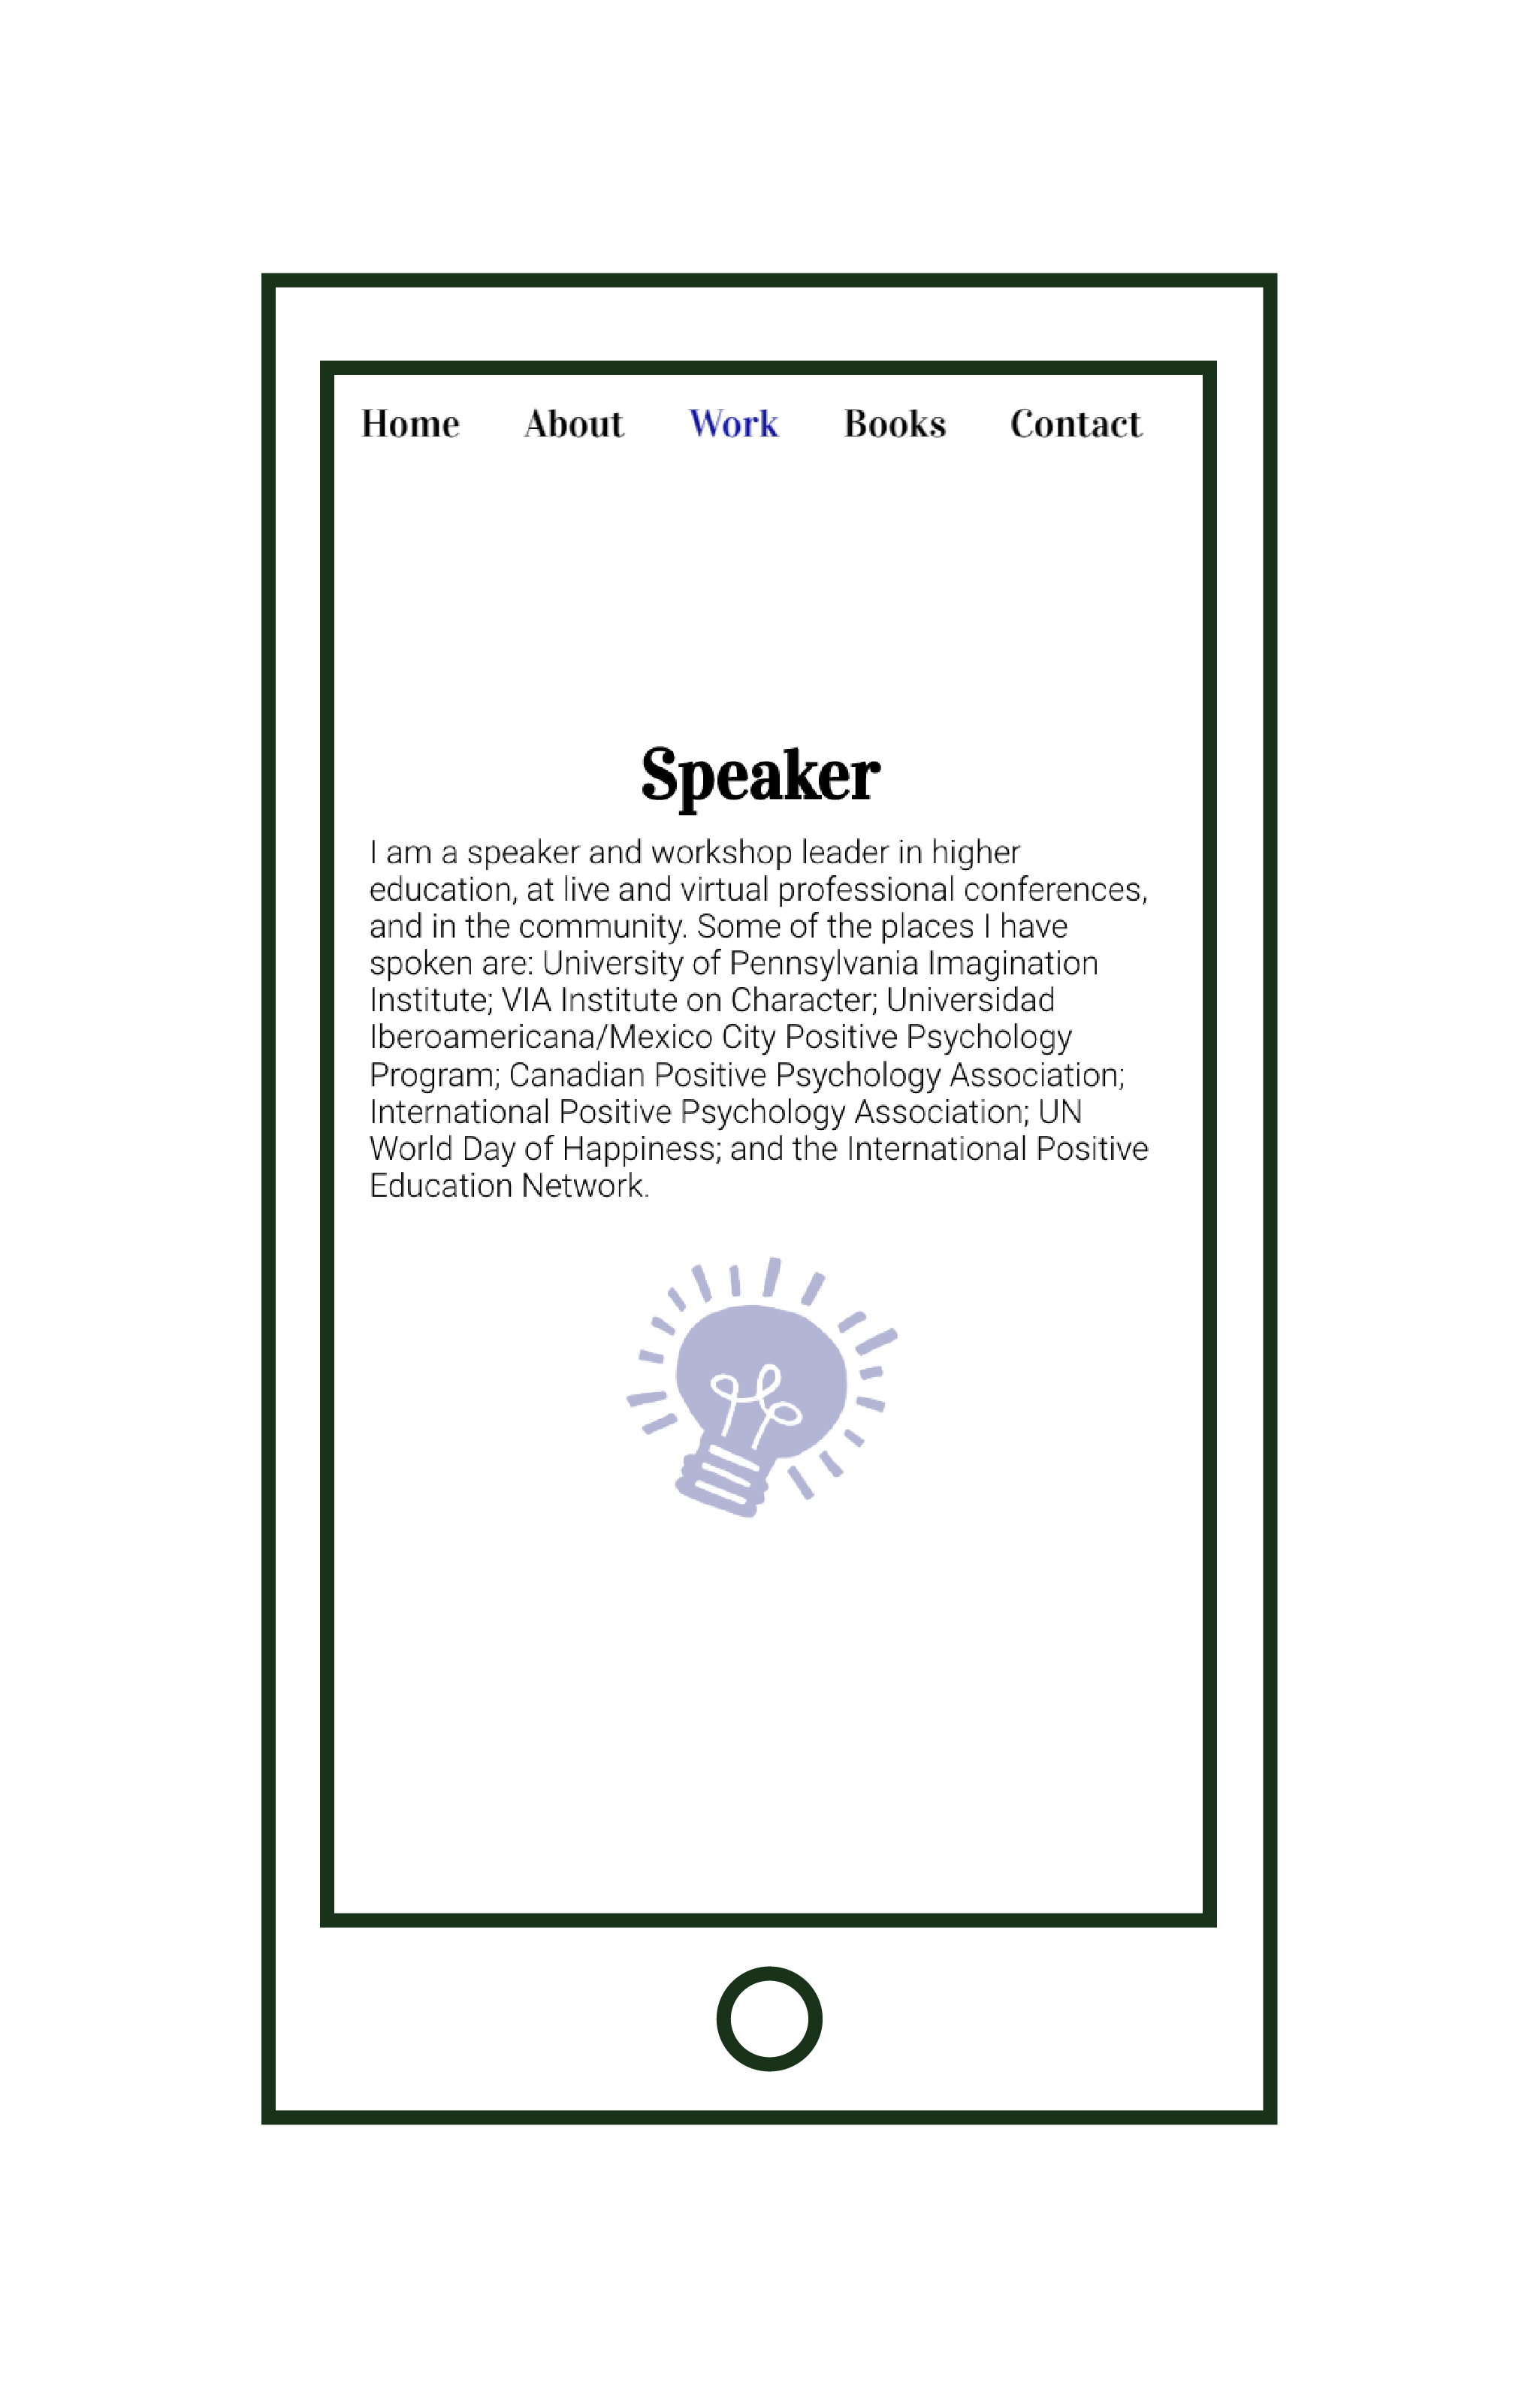 Home About Work Books Contact
Speaker
I am a speaker and workshop leader in higher
education, at live and virtual professional conferences,
and in the community. Some of the places I have
spoken are: University of Pennsylvania Imagination
Institute; VIA Institute on Character; Universidad
Iberoamericana/Mexico City Positive Psychology
Program; Canadian Positive Psychology Association;
International Positive Psychology Association; UN
World Day of Happiness; and the International Positive
Education Network.